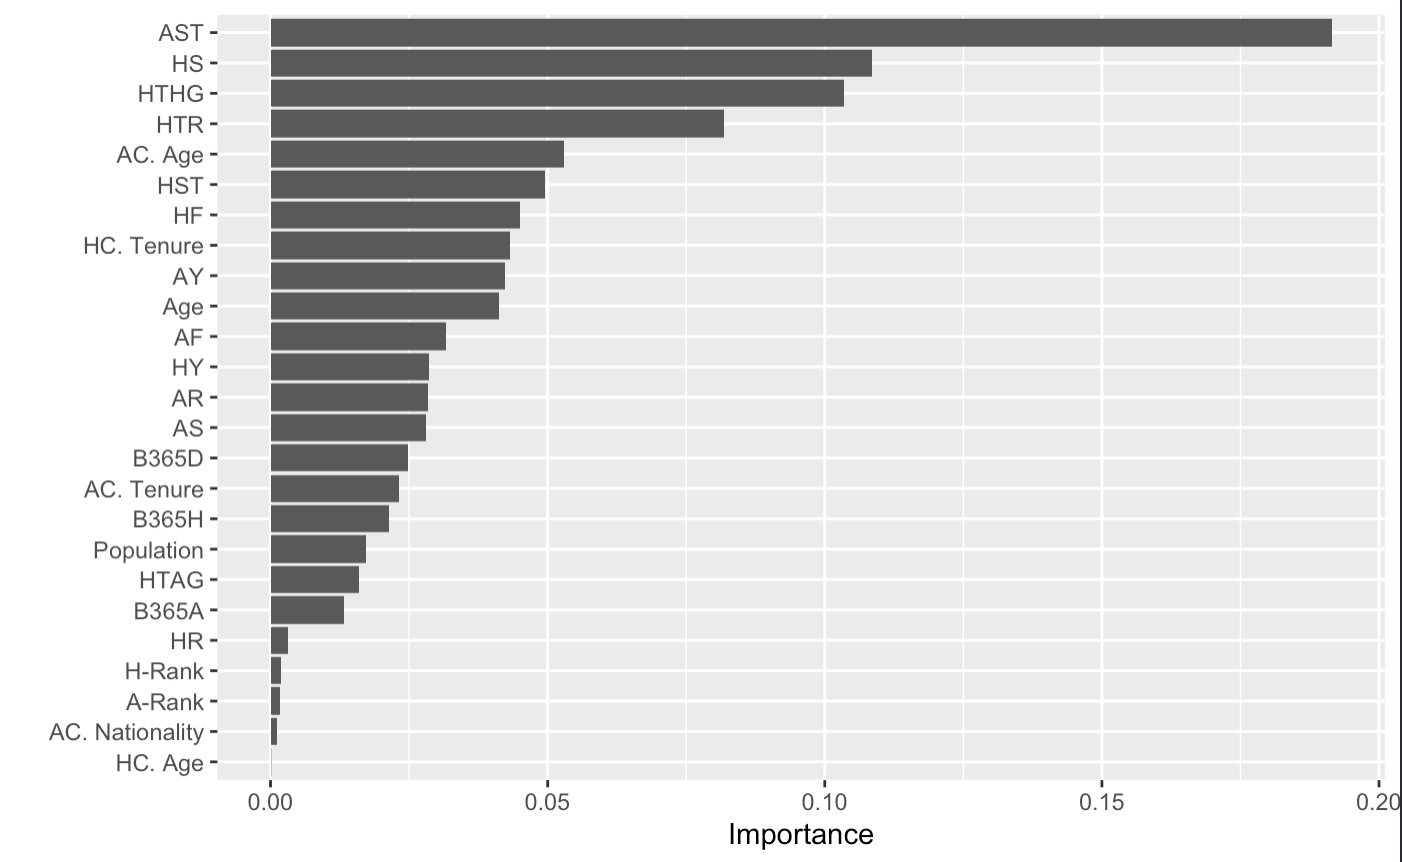 AST
HS
HTHG
HTR
AC. Age
HST
HF
HC. Tenure
AY
Age
AF
HY
AR
AS
B365D
AC. Tenure
B365H
Population
HTAG
B365A
HR
H-Rank
A-Rank
AC. Nationality
HC. Age
0.00 0.05 0.10 0.15 0.20
Importance